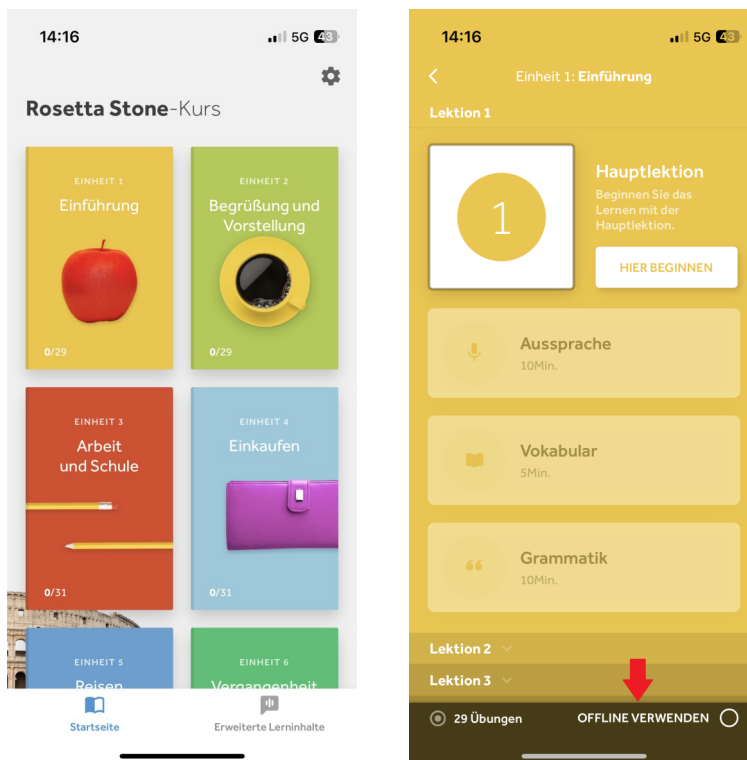 14:16
5G 43
Rosetta Stone-Kurs
EINHEIT 1
Einführung
0/29
EINHEIT 2
Begrüßung und
Vorstellung
0/29
EINHEIT 3
Arbeit
und Schule
0/31
EINHEIT 4
Einkaufen
0/31
EINHEIT 5
Reisen
EINHEIT 6
Vergangenheit
Startseite
Erweiterte Lerninhalte
14:16
5G 43
Einheit 1: Einführung
Lektion 1
1
Hauptlektion
Beginnen Sie das
Lernen mit der
Hauptlektion.
HIER BEGINNEN
Aussprache
10Min.
Vokabular
5Min.
Grammatik
10Min.
Lektion 2
Lektion 3
29 Übungen
OFFLINE VERWENDEN